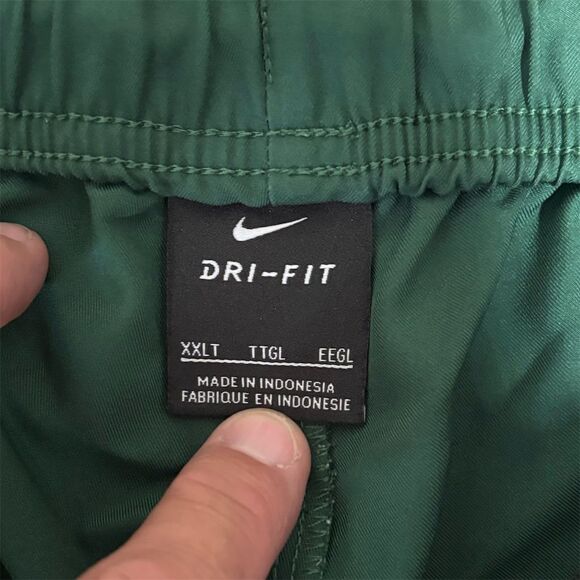 DRI-FIT
XXLT TTGL EEGL
MADE IN INDONESIA
FABRIQUE EN INDONESIE